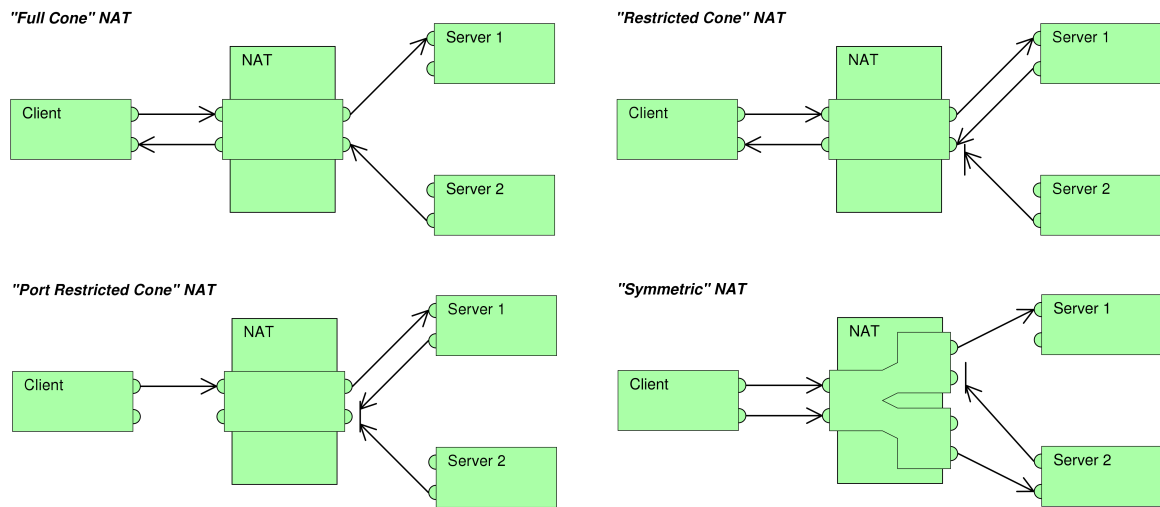 "Full Cone" NAT
NAT
Server 1
Client
Server 2
"Restricted Cone" NAT
NAT
Server 1
Client
Server 2
"Port Restricted Cone" NAT
NAT
Server 1
Client
Server 2
"Symmetric" NAT
NAT
Server 1
Client
Server 2